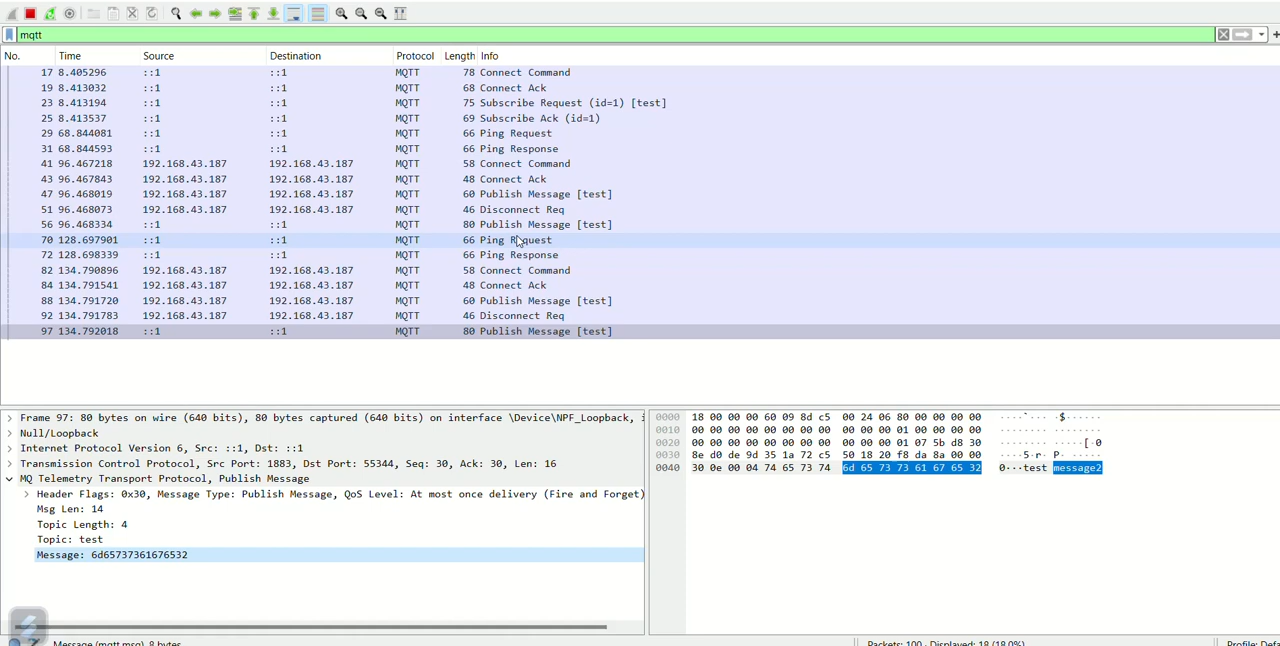 mqtt
No. Time Source Destination Protocol Length Info
17 8.405296 ::1 ::1 MQTT 78 Connect Command
19 8.413032 ::1 ::1 MQTT 68 Connect Ack
23 8.413194 ::1 ::1 MQTT 75 Subscribe Request (id=1) [test]
25 8.413537 ::1 ::1 MQTT 69 Subscribe Ack (id=1)
29 68.844081 ::1 ::1 MQTT 66 Ping Request
31 68.844593 ::1 ::1 MQTT 66 Ping Response
41 96.467218 192.168.43.187 192.168.43.187 MQTT 58 Connect Command
43 96.467843 192.168.43.187 192.168.43.187 MQTT 48 Connect Ack
47 96.468019 192.168.43.187 192.168.43.187 MQTT 60 Publish Message [test]
51 96.468073 192.168.43.187 192.168.43.187 MQTT 46 Disconnect Req
56 96.468334 ::1 ::1 MQTT 80 Publish Message [test]
70 128.697901 ::1 ::1 MQTT 66 Ping Request
72 128.698339 ::1 ::1 MQTT 66 Ping Response
82 134.790896 192.168.43.187 192.168.43.187 MQTT 58 Connect Command
84 134.791541 192.168.43.187 192.168.43.187 MQTT 48 Connect Ack
88 134.791720 192.168.43.187 192.168.43.187 MQTT 60 Publish Message [test]
92 134.791783 192.168.43.187 192.168.43.187 MQTT 46 Disconnect Req
97 134.792018 ::1 ::1 MQTT 80 Publish Message [test]
Frame 97: 80 bytes on wire (640 bits), 80 bytes captured (640 bits) on interface \Device\NPF_Loopback, i
Null/Loopback
Internet Protocol Version 6, Src: ::1, Dst: ::1
Transmission Control Protocol, Src Port: 1883, Dst Port: 55344, Seq: 30, Ack: 30, Len: 16
MQ Telemetry Transport Protocol, Publish Message
Header Flags: 0x30, Message Type: Publish Message, QoS Level: At most once delivery (Fire and Forget)
Msg Len: 14
Topic Length: 4
Topic: test
Message: 6d65737361676532
0000 18 00 00 00 60 09 8d c5 00 24 06 80 00 00 00 00 ····`··· ·$······
0010 00 00 00 00 00 00 00 00 00 00 00 01 00 00 00 00 ········ ········
0020 00 00 00 00 00 00 00 00 00 00 00 01 07 5b d8 30 ········ ·····[·0
0030 8e d0 de 9d 35 1a 72 c5 50 18 20 f8 da 8a 00 00 ····5·r· P· ·····
0040 30 0e 00 04 74 65 73 74 6d 65 73 73 61 67 65 32 0···test message2
Message (mqtt.msg), 8 bytes
Packets: 100 · Displayed: 18 (18.0%)
Profile: Defa